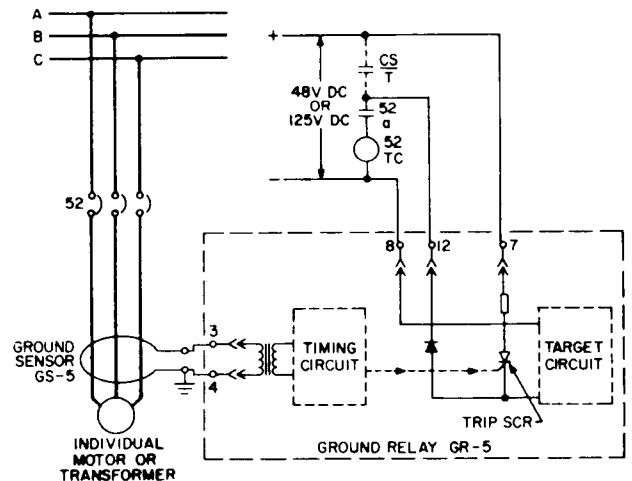 A
B
C
+
CS
T
48V DC
OR
125V DC
52
a
52
TC
−
52
8
12
7
GROUND
SENSOR
GS-5
3
4
TIMING
CIRCUIT
TARGET
CIRCUIT
TRIP SCR
INDIVIDUAL
MOTOR OR
TRANSFORMER
GROUND RELAY GR-5